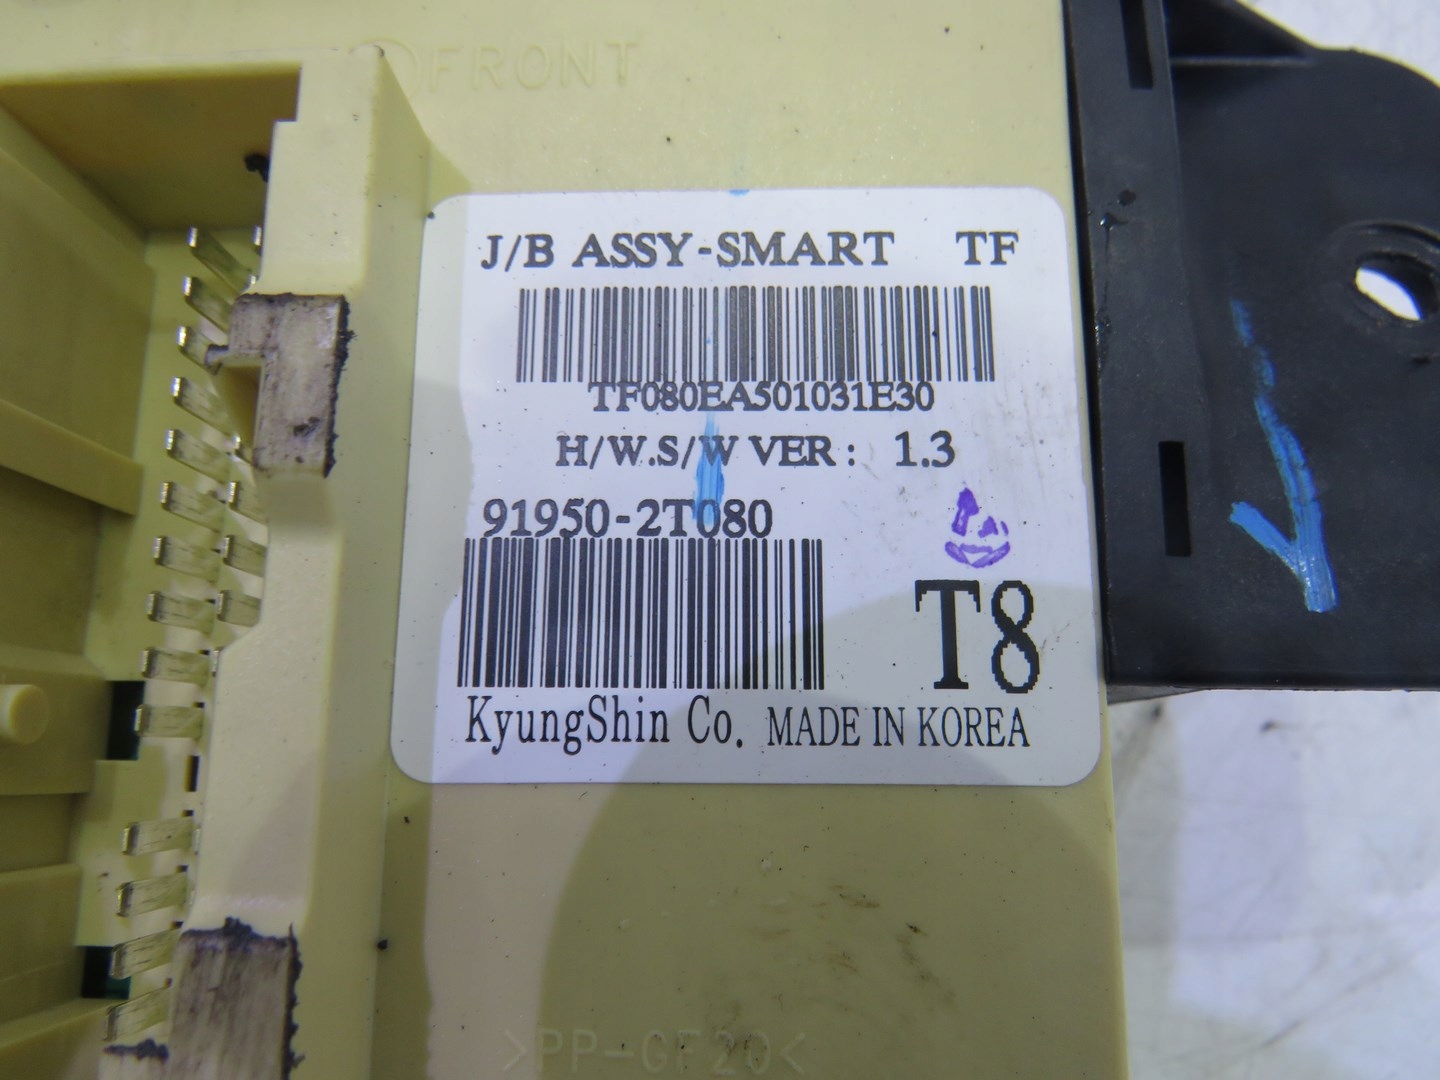 FRONT
J/B ASSY-SMART TF
TF080EA501031E30
H/W.S/W VER : 1.3
91950-2T080
T8
KyungShin Co. MADE IN KOREA
>PP-GF20<